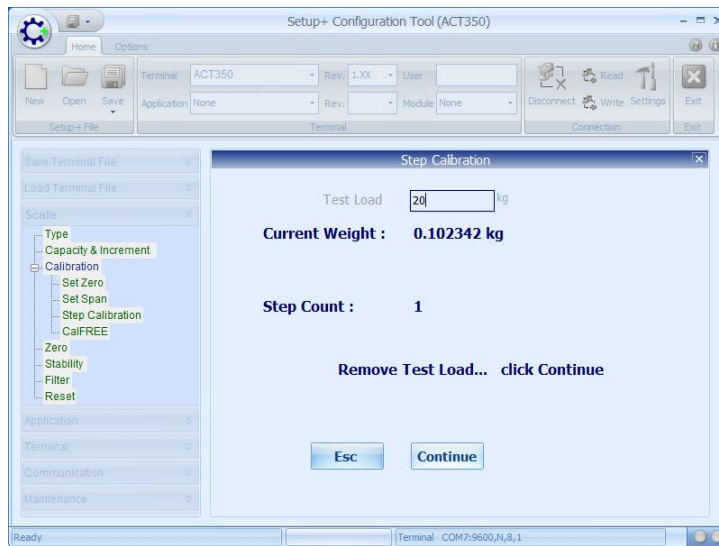 Setup+ Configuration Tool (ACT350)
Home Options
Terminal ACT350 Rev. 1.XX User
Application None Rev. Module None
New Open Save
Disconnect Read Write Settings
Exit
Setup+File Terminal Connection Exit
Save Terminal File
Load Terminal File
Scale
Type
Capacity & Increment
Calibration
Set Zero
Set Span
Step Calibration
CalFREE
Zero
Stability
Filter
Reset
Application
Terminal
Communication
Maintenance
Step Calibration
Test Load 20 kg
Current Weight : 0.102342 kg
Step Count : 1
Remove Test Load... click Continue
Esc Continue
Ready Terminal COM7:9600,N,8,1